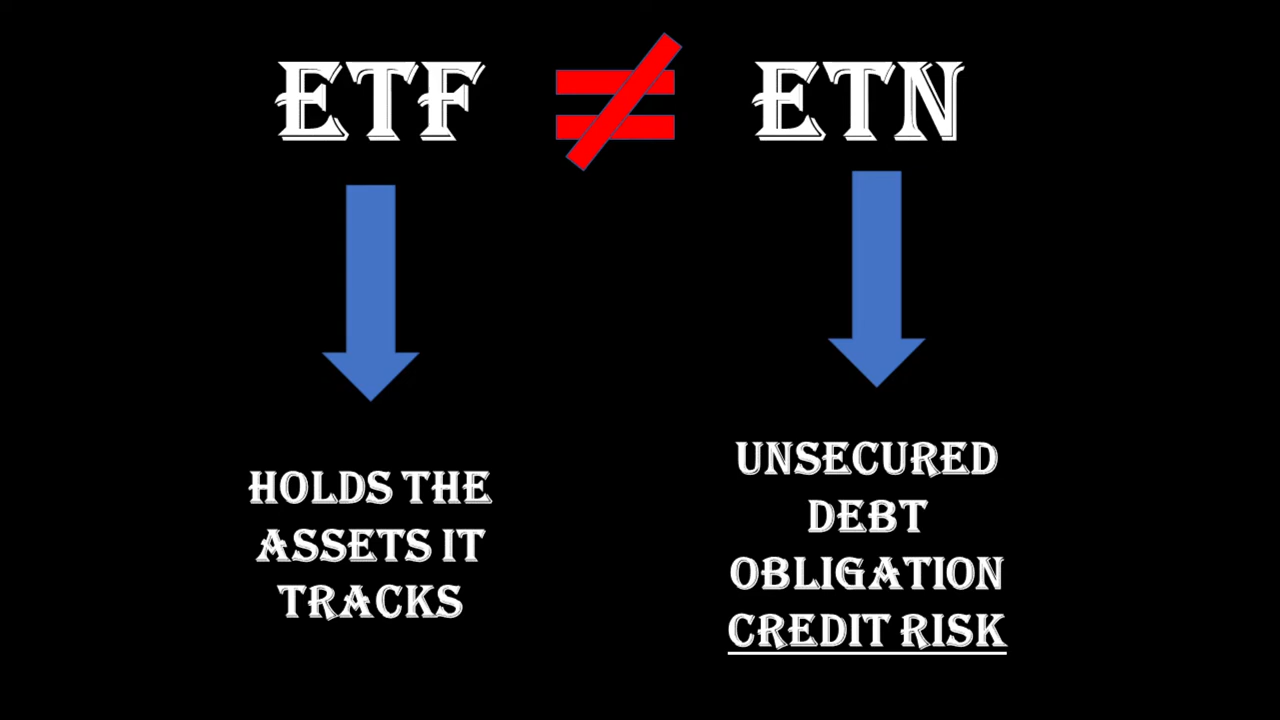 ETF ≠ ETN
HOLDS THE
ASSETS IT
TRACKS
UNSECURED
DEBT
OBLIGATION
CREDIT RISK